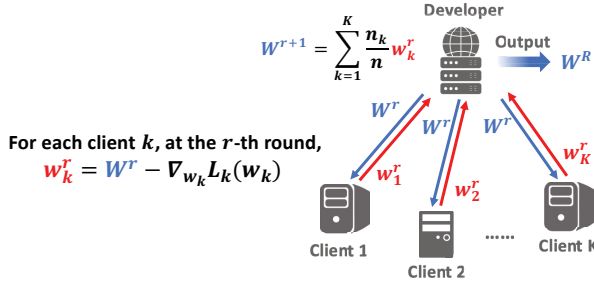 Developer
W^{r+1} = \sum_{k=1}^{K} \frac{n_k}{n} w_k^r
Output
W^R
W^r
W^r
W^r
For each client k, at the r-th round,
w_k^r = W^r − ∇_{w_k} L_k(w_k)
w_1^r
w_2^r
w_K^r
Client 1
Client 2
......
Client K